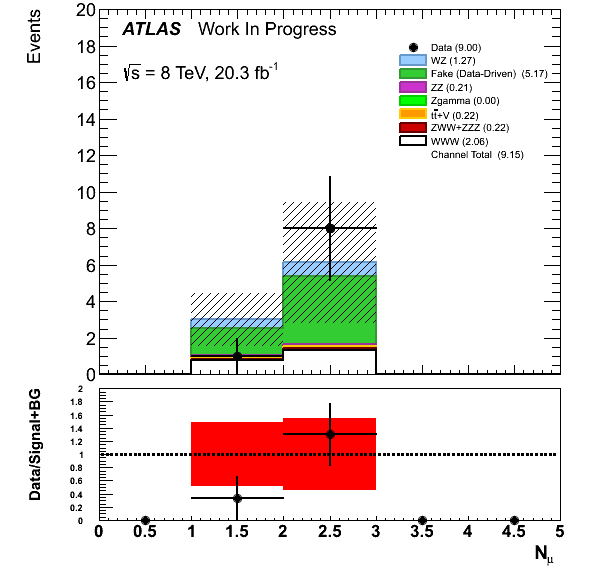 Events
20
18
16
14
12
10
8
6
4
2
0
ATLAS Work In Progress
√s = 8 TeV, 20.3 fb⁻¹
Data (9.00)
WZ (1.27)
Fake (Data-Driven) (5.17)
ZZ (0.21)
Zgamma (0.00)
tt̄+V (0.22)
ZWW+ZZZ (0.22)
WWW (2.06)
Channel Total (9.15)
Data/Signal+BG
2
1.8
1.6
1.4
1.2
1
0.8
0.6
0.4
0.2
0
0 0.5 1 1.5 2 2.5 3 3.5 4 4.5 5
Nμ